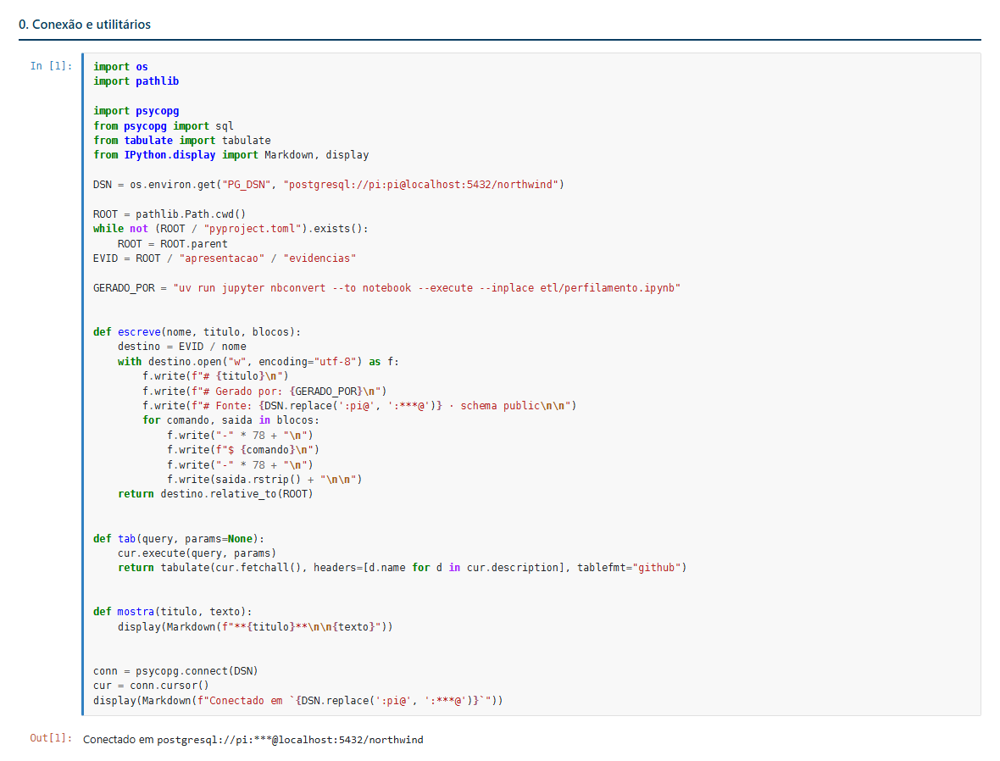 0. Conexão e utilitários
In [1]:
import os
import pathlib

import psycopg
from psycopg import sql
from tabulate import tabulate
from IPython.display import Markdown, display

DSN = os.environ.get("PG_DSN", "postgresql://pi:pi@localhost:5432/northwind")

ROOT = pathlib.Path.cwd()
while not (ROOT / "pyproject.toml").exists():
    ROOT = ROOT.parent
EVID = ROOT / "apresentacao" / "evidencias"

GERADO_POR = "uv run jupyter nbconvert --to notebook --execute --inplace etl/perfilamento.ipynb"


def escreve(nome, titulo, blocos):
    destino = EVID / nome
    with destino.open("w", encoding="utf-8") as f:
        f.write(f"# {titulo}\n")
        f.write(f"# Gerado por: {GERADO_POR}\n")
        f.write(f"# Fonte: {DSN.replace(':pi@', ':***@')} · schema public\n\n")
        for comando, saida in blocos:
            f.write("-" * 78 + "\n")
            f.write(f"$ {comando}\n")
            f.write("-" * 78 + "\n")
            f.write(saida.rstrip() + "\n\n")
    return destino.relative_to(ROOT)


def tab(query, params=None):
    cur.execute(query, params)
    return tabulate(cur.fetchall(), headers=[d.name for d in cur.description], tablefmt="github")


def mostra(titulo, texto):
    display(Markdown(f"**{titulo}**\n\n{texto}"))


conn = psycopg.connect(DSN)
cur = conn.cursor()
display(Markdown(f"Conectado em `{DSN.replace(':pi@', ':***@')}`"))
Out[1]: Conectado em postgresql://pi:***@localhost:5432/northwind